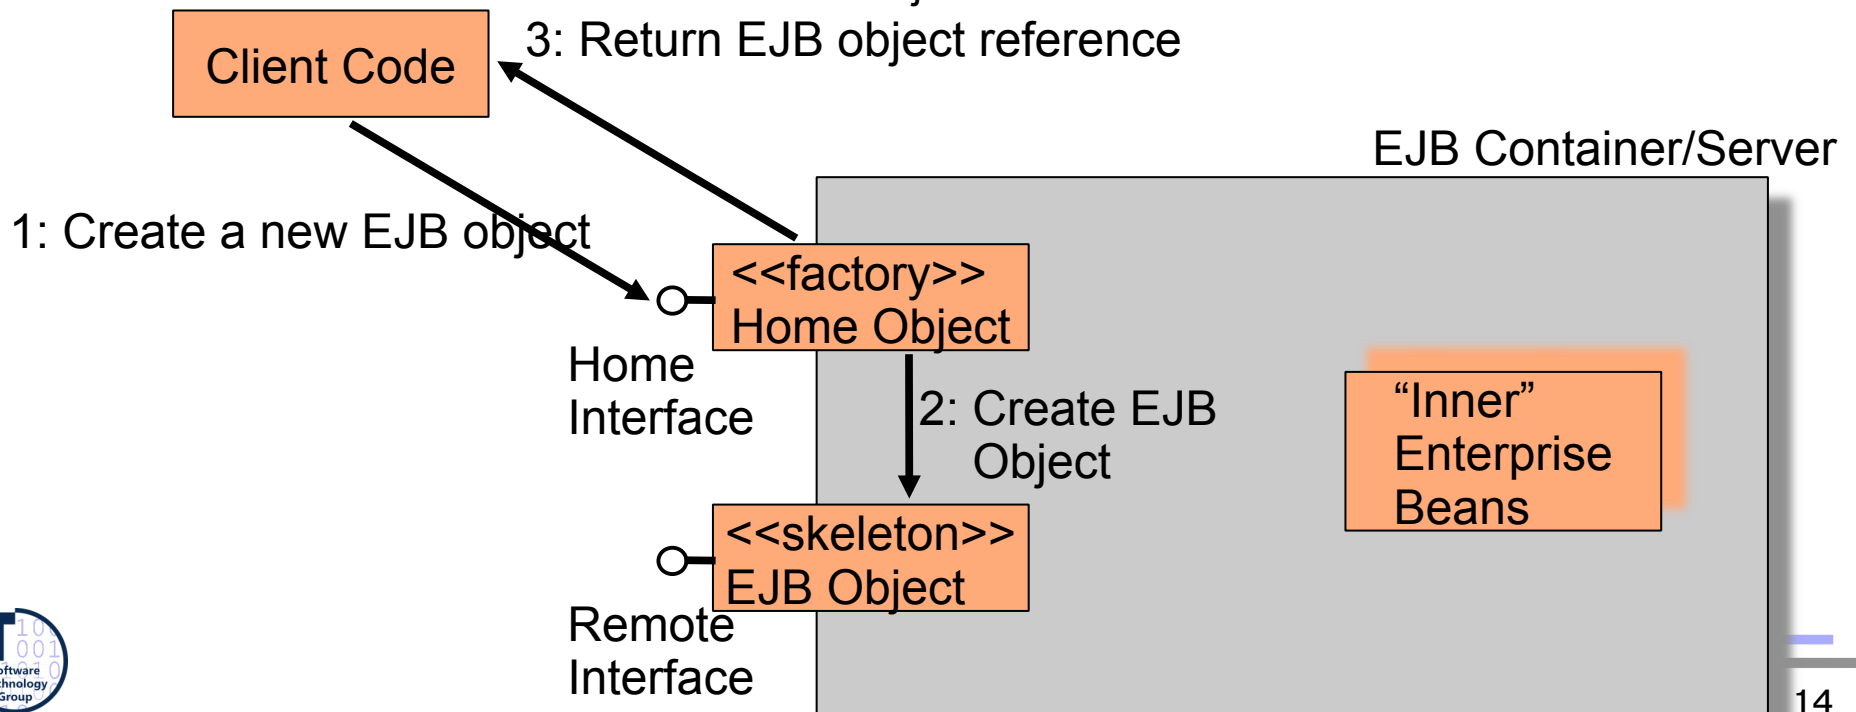 3: Return EJB object reference
Client Code
EJB Container/Server
1: Create a new EJB object
<<factory>>
Home Object
Home
Interface
2: Create EJB
Object
“Inner”
Enterprise
Beans
<<skeleton>>
EJB Object
Remote
Interface
Group
14